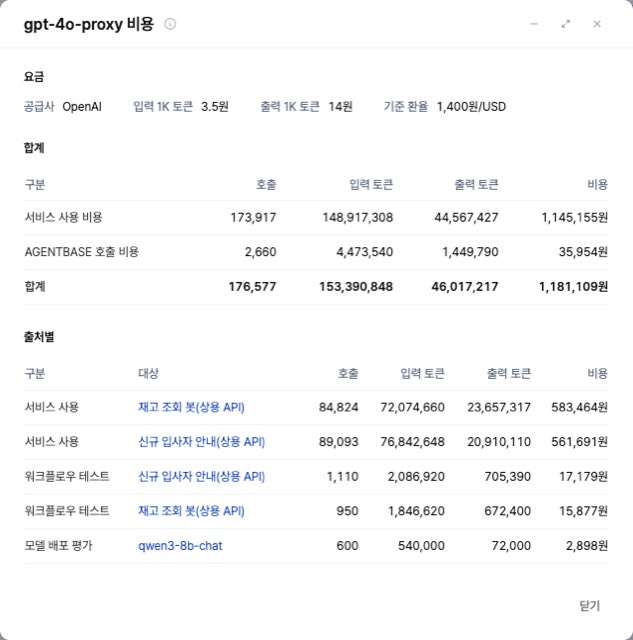 gpt-4o-proxy 비용
요금
공급사 OpenAI 입력 1K 토큰 3.5원 출력 1K 토큰 14원 기준 환율 1,400원/USD
합계
구분 호출 입력 토큰 출력 토큰 비용
서비스 사용 비용 173,917 148,917,308 44,567,427 1,145,155원
AGENTBASE 호출 비용 2,660 4,473,540 1,449,790 35,954원
합계 176,577 153,390,848 46,017,217 1,181,109원
출처별
구분 대상 호출 입력 토큰 출력 토큰 비용
서비스 사용 재고 조회 봇(상용 API) 84,824 72,074,660 23,657,317 583,464원
서비스 사용 신규 입사자 안내(상용 API) 89,093 76,842,648 20,910,110 561,691원
워크플로우 테스트 신규 입사자 안내(상용 API) 1,110 2,086,920 705,390 17,179원
워크플로우 테스트 재고 조회 봇(상용 API) 950 1,846,620 672,400 15,877원
모델 배포 평가 qwen3-8b-chat 600 540,000 72,000 2,898원
닫기